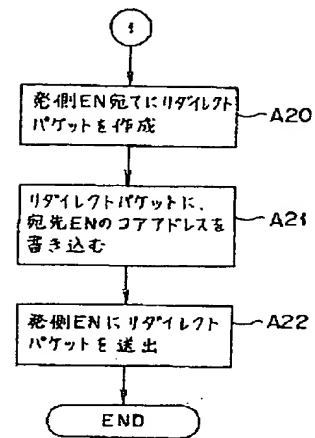 1
発側EN宛てにリダイレクト
パケットを作成
A20
リダイレクトパケットに、
宛先ENのコアアドレスを
書き込む
A21
発側ENにリダイレクト
パケットを送出
A22
END